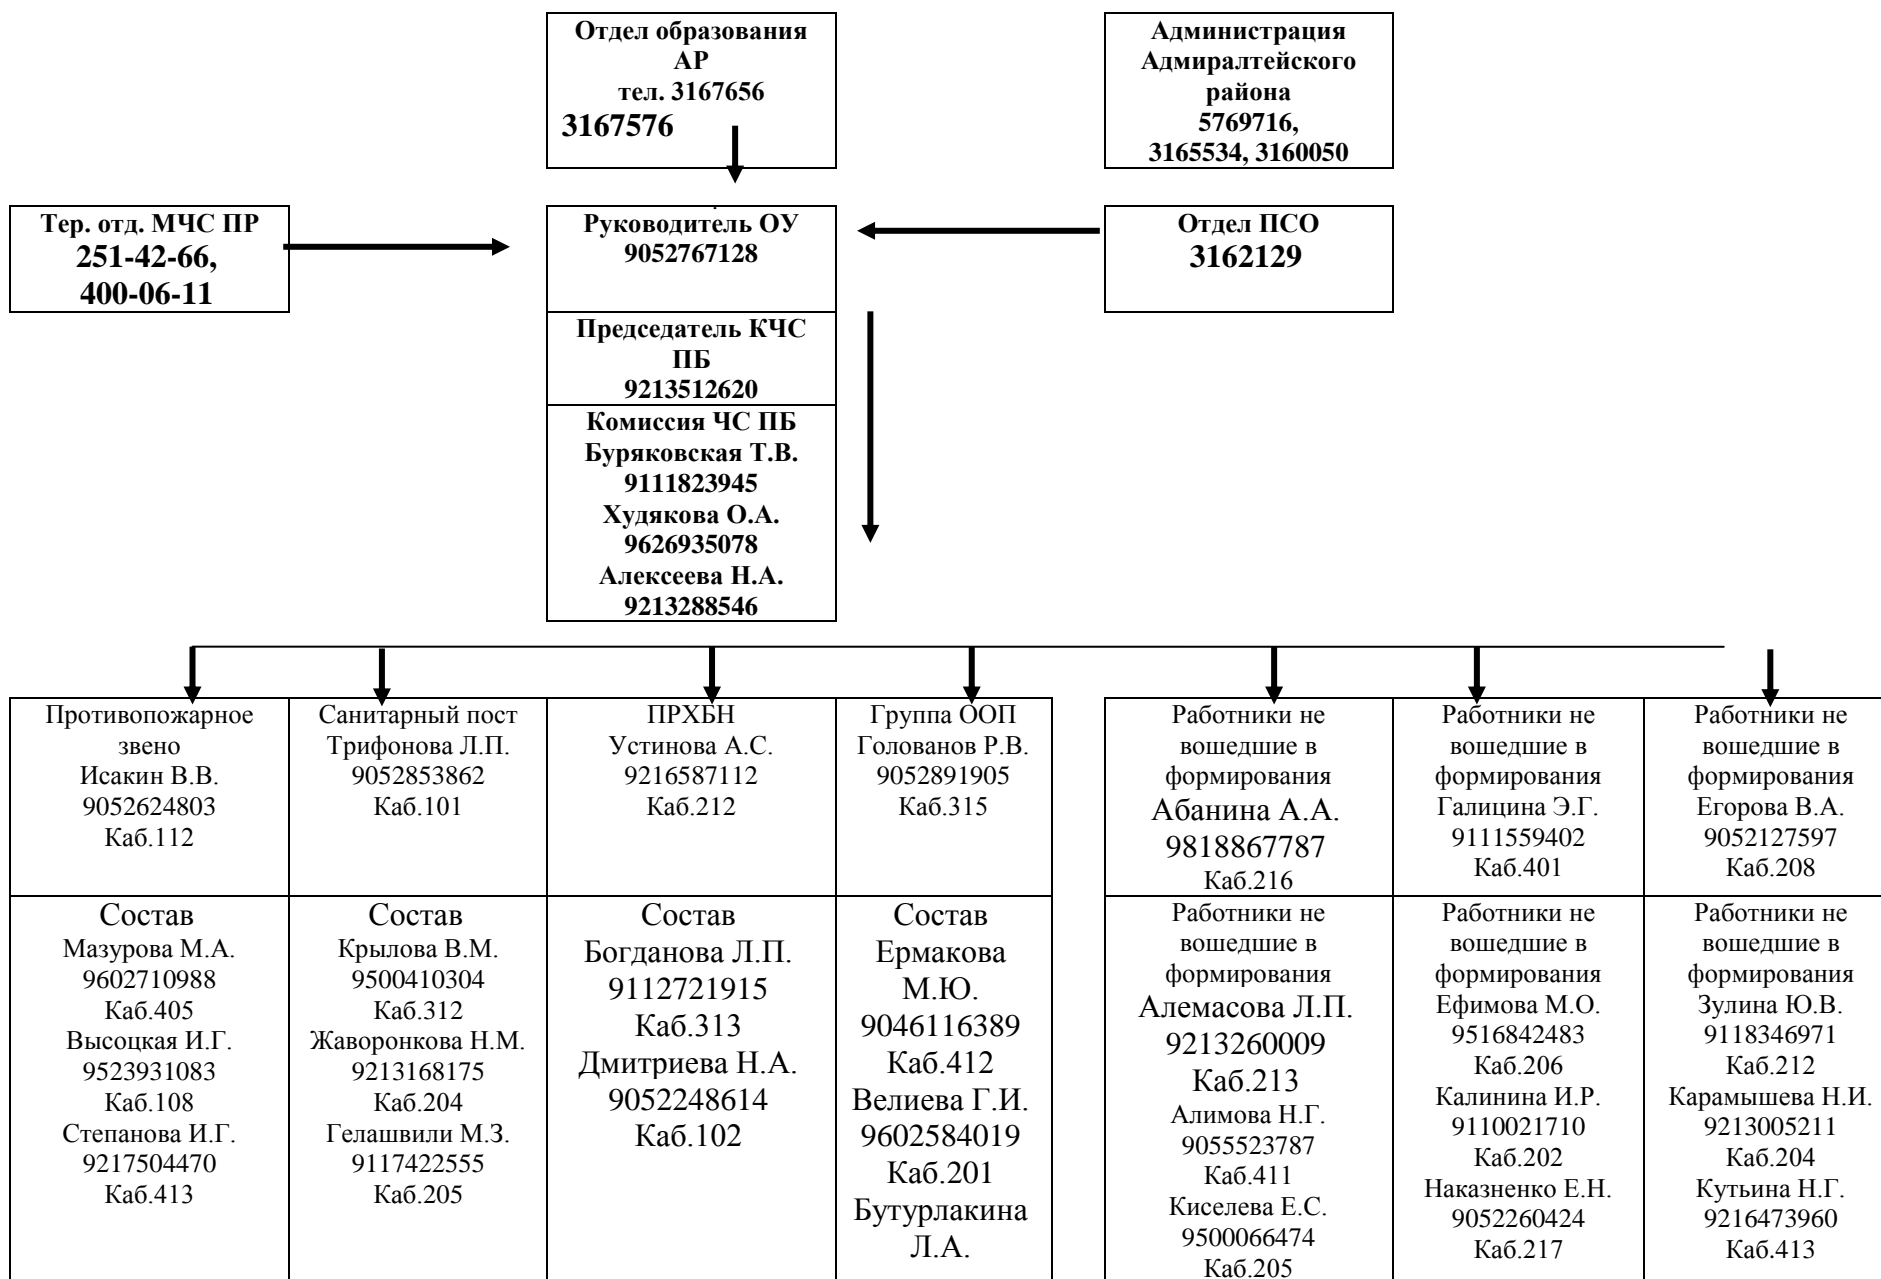 Отдел образования
АР
тел. 3167656
3167576
Администрация
Адмиралтейского
района
5769716,
3165534, 3160050
Тер. отд. МЧС ПР
251-42-66,
400-06-11
Руководитель ОУ
9052767128
Отдел ПСО
3162129
Председатель КЧС
ПБ
9213512620
Комиссия ЧС ПБ
Буряковская Т.В.
9111823945
Худякова О.А.
9626935078
Алексеева Н.А.
9213288546
Противопожарное
звено
Исакин В.В.
9052624803
Каб.112
Санитарный пост
Трифонова Л.П.
9052853862
Каб.101
ПРХБН
Устинова А.С.
9216587112
Каб.212
Группа ООП
Голованов Р.В.
9052891905
Каб.315
Работники не
вошедшие в
формирования
Абанина А.А.
9818867787
Каб.216
Работники не
вошедшие в
формирования
Галицина Э.Г.
9111559402
Каб.401
Работники не
вошедшие в
формирования
Егорова В.А.
9052127597
Каб.208
Состав
Мазурова М.А.
9602710988
Каб.405
Высоцкая И.Г.
9523931083
Каб.108
Степанова И.Г.
9217504470
Каб.413
Состав
Крылова В.М.
9500410304
Каб.312
Жаворонкова Н.М.
9213168175
Каб.204
Гелашвили М.З.
9117422555
Каб.205
Состав
Богданова Л.П.
9112721915
Каб.313
Дмитриева Н.А.
9052248614
Каб.102
Состав
Ермакова
М.Ю.
9046116389
Каб.412
Велиева Г.И.
9602584019
Каб.201
Бутурлакина
Л.А.
Работники не
вошедшие в
формирования
Алемасова Л.П.
9213260009
Каб.213
Алимова Н.Г.
9055523787
Каб.411
Киселева Е.С.
9500066474
Каб.205
Работники не
вошедшие в
формирования
Ефимова М.О.
9516842483
Каб.206
Калинина И.Р.
9110021710
Каб.202
Наказненко Е.Н.
9052260424
Каб.217
Работники не
вошедшие в
формирования
Зулина Ю.В.
9118346971
Каб.212
Карамышева Н.И.
9213005211
Каб.204
Кутьина Н.Г.
9216473960
Каб.413